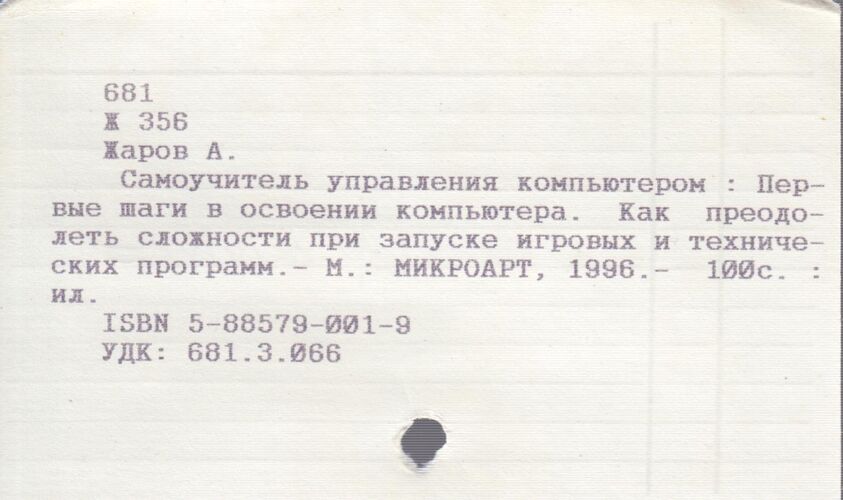 681
Ж 356
Жаров А.
Самоучитель управления компьютером : Пер-
вые шаги в освоении компьютера. Как преодо-
леть сложности при запуске игровых и техниче-
ских программ.- М.: МИКРОАРТ, 1996.- 100с. :
ил.
ISBN 5-88579-001-9
УДК: 681.3.066